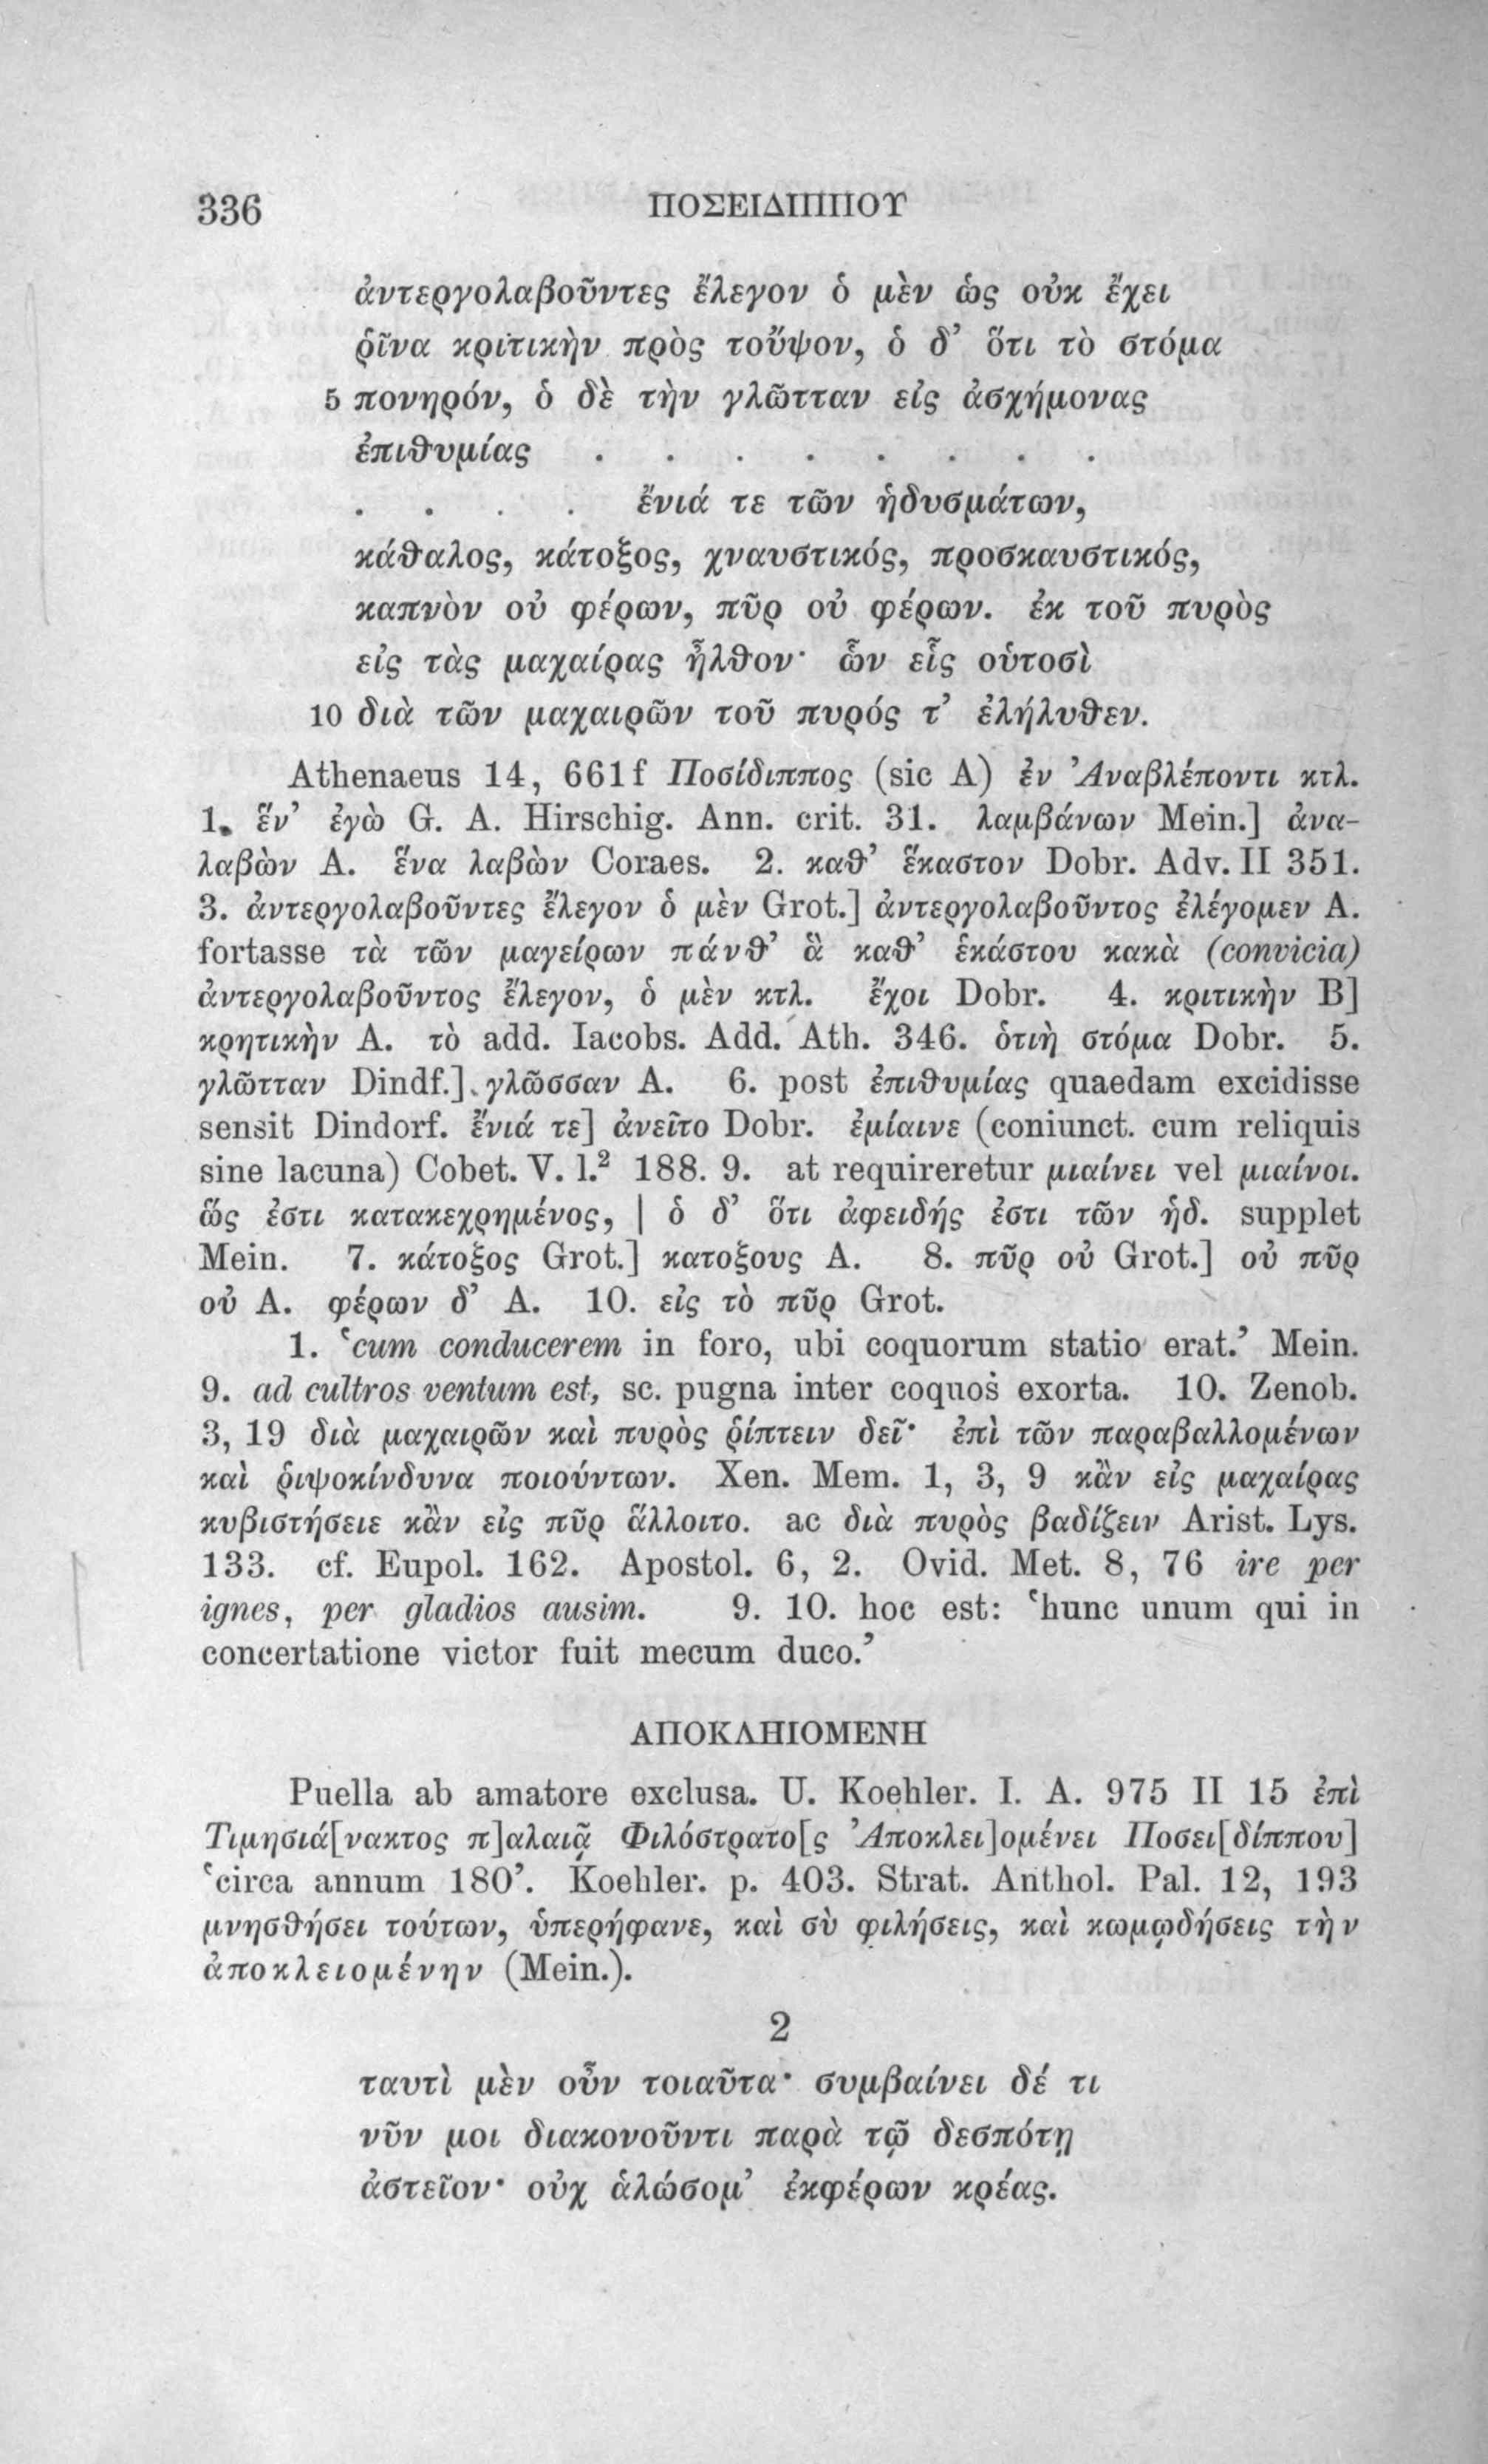 336 ΠΟΣΕΙΔΙΠΠΟΥ
ἀντεργολαβοῦντες ἔλεγον ὁ μὲν ὡς οὐκ ἔχει
ῥῖνα κριτικὴν πρὸς τοὔψον, ὁ δ’ ὅτι τὸ στόμα
5 πονηρόν, ὁ δὲ τὴν γλῶτταν εἰς ἀσχήμονας
ἐπιθυμίας . . . . . . . .
. . . . ἔνιά τε τῶν ἡδυσμάτων,
κάθαλος, κάτοξος, χναυστικός, προσκαυστικός,
καπνὸν οὐ φέρων, πῦρ οὐ φέρων. ἐκ τοῦ πυρὸς
εἰς τὰς μαχαίρας ἦλθον· ὧν εἷς οὑτοσὶ
10 διὰ τῶν μαχαιρῶν τοῦ πυρός τ’ ἐλήλυθεν.
Athenaeus 14, 661f Ποσίδιππος (sic A) ἐν Ἀναβλέποντι κτλ.
1. ἕν’ ἐγὼ G. A. Hirschig. Ann. crit. 31. λαμβάνων Mein.] ἀνα-
λαβὼν A. ἕνα λαβὼν Coraes. 2. καθ’ ἕκαστον Dobr. Adv. II 351.
3. ἀντεργολαβοῦντες ἔλεγον ὁ μὲν Grot.] ἀντεργολαβοῦντος ἐλέγομεν A.
fortasse τὰ τῶν μαγείρων πάνθ’ ἃ καθ’ ἑκάστου κακὰ (convicia)
ἀντεργολαβοῦντος ἔλεγον, ὁ μὲν κτλ. ἔχοι Dobr. 4. κριτικὴν B]
κρητικὴν A. τὸ add. Iacobs. Add. Ath. 346. ὁτιὴ στόμα Dobr. 5.
γλῶτταν Dindf.] γλῶσσαν A. 6. post ἐπιθυμίας quaedam excidisse
sensit Dindorf. ἔνιά τε] ἀνεῖτο Dobr. ἐμίαινε (coniunct. cum reliquis
sine lacuna) Cobet. V. l.² 188. 9. at requireretur μιαίνει vel μιαίνοι.
ὥς ἐστι κατακεχρημένος, | ὁ δ’ ὅτι ἀφειδής ἐστι τῶν ἡδ. supplet
Mein. 7. κάτοξος Grot.] κατοξους A. 8. πῦρ οὐ Grot.] οὐ πῦρ
οὐ A. φέρων δ’ A. 10. εἰς τὸ πῦρ Grot.
1. ‘cum conducerem in foro, ubi coquorum statio erat.’ Mein.
9. ad cultros ventum est, sc. pugna inter coquos exorta. 10. Zenob.
3, 19 διὰ μαχαιρῶν καὶ πυρὸς ῥίπτειν δεῖ· ἐπὶ τῶν παραβαλλομένων
καὶ ῥιψοκίνδυνα ποιούντων. Xen. Mem. 1, 3, 9 κἂν εἰς μαχαίρας
κυβιστήσειε κἂν εἰς πῦρ ἅλλοιτο. ac διὰ πυρὸς βαδίζειν Arist. Lys.
133. cf. Eupol. 162. Apostol. 6, 2. Ovid. Met. 8, 76 ire per
ignes, per gladios ausim. 9. 10. hoc est: ‘hunc unum qui in
concertatione victor fuit mecum duco.’
ΑΠΟΚΛΗΙΟΜΕΝΗ
Puella ab amatore exclusa. U. Koehler. I. A. 975 II 15 ἐπὶ
Τιμησιά[νακτος π]αλαιᾷ Φιλόστρατο[ς Ἀποκλει]ομένει Ποσει[δίππου]
‘circa annum 180’. Koehler. p. 403. Strat. Anthol. Pal. 12, 193
μνησθήσει τούτων, ὑπερήφανε, καὶ σὺ φιλήσεις, καὶ κωμῳδήσεις τὴν
ἀποκλειομένην (Mein.).
2
ταυτὶ μὲν οὖν τοιαῦτα· συμβαίνει δέ τι
νῦν μοι διακονοῦντι παρὰ τῷ δεσπότῃ
ἀστεῖον· οὐχ ἁλώσομ’ ἐκφέρων κρέας.